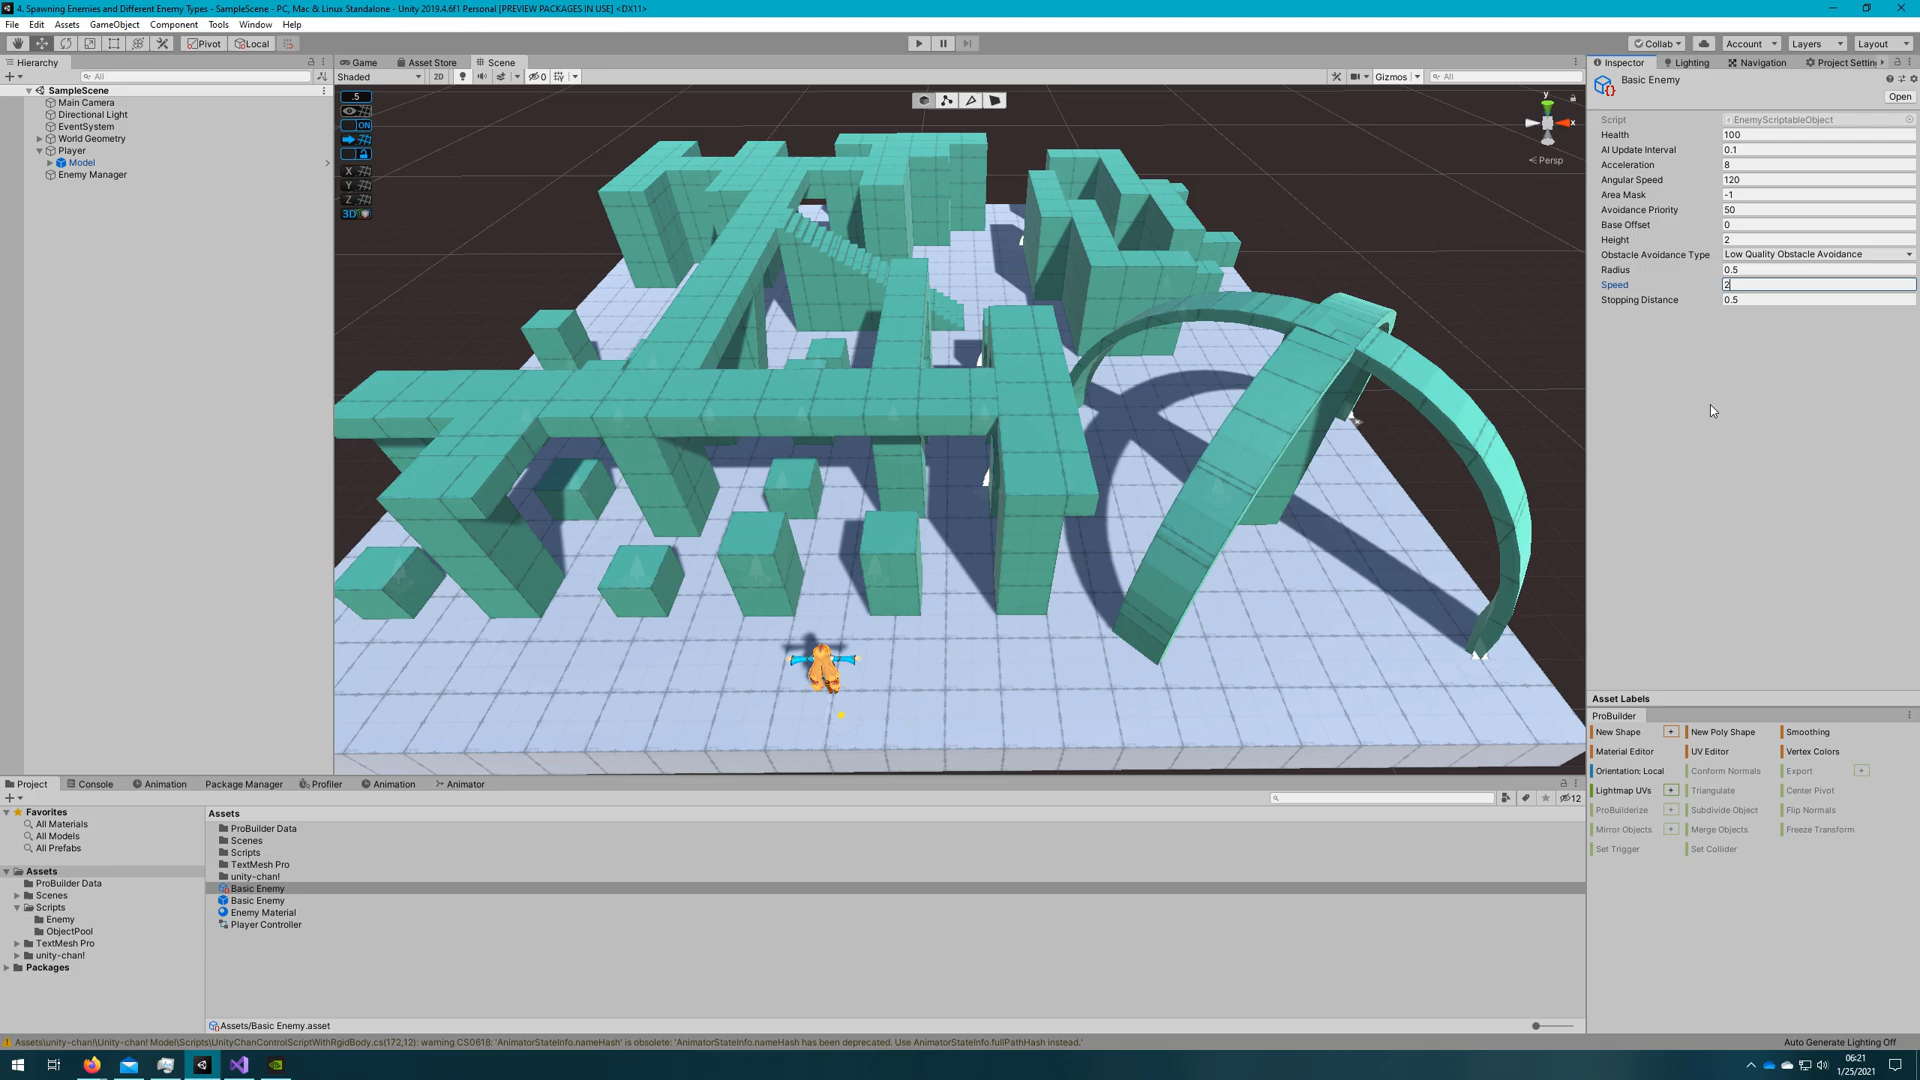 4. Spawning Enemies and Different Enemy Types - SampleScene - PC, Mac & Linux Standalone - Unity 2019.4.6f1 Personal [PREVIEW PACKAGES IN USE] <DX11>
File Edit Assets GameObject Component Tools Window Help
Pivot Local Collab Account Layers Layout
Hierarchy
All
SampleScene
Main Camera
Directional Light
EventSystem
World Geometry
Player
Model
Enemy Manager
Game Asset Store Scene
Shaded 2D 0 Gizmos All
.5
ON
X
Y
Z
3D
y
x
Persp
Inspector Lighting Navigation Project Setting
Basic Enemy
Open
Script EnemyScriptableObject
Health 100
AI Update Interval 0.1
Acceleration 8
Angular Speed 120
Area Mask -1
Avoidance Priority 50
Base Offset 0
Height 2
Obstacle Avoidance Type Low Quality Obstacle Avoidance
Radius 0.5
Speed 2
Stopping Distance 0.5
Asset Labels
ProBuilder
New Shape + New Poly Shape Smoothing
Material Editor UV Editor Vertex Colors
Orientation: Local Conform Normals Export +
Lightmap UVs + Triangulate Center Pivot
ProBuilderize + Subdivide Object Flip Normals
Mirror Objects + Merge Objects Freeze Transform
Set Trigger Set Collider
Project Console Animation Package Manager Profiler Animation Animator
12
Favorites
All Materials
All Models
All Prefabs
Assets
ProBuilder Data
Scenes
Scripts
Enemy
ObjectPool
TextMesh Pro
unity-chan!
Packages
Assets
ProBuilder Data
Scenes
Scripts
TextMesh Pro
unity-chan!
Basic Enemy
Basic Enemy
Enemy Material
Player Controller
Assets/Basic Enemy.asset
Assets\unity-chan!\Unity-chan! Model\Scripts\UnityChanControlScriptWithRgidBody.cs(172,12): warning CS0618: 'AnimatorStateInfo.nameHash' is obsolete: 'AnimatorStateInfo.nameHash has been deprecated. Use AnimatorStateInfo.fullPathHash instead.'
Auto Generate Lighting Off
06:21
1/25/2021